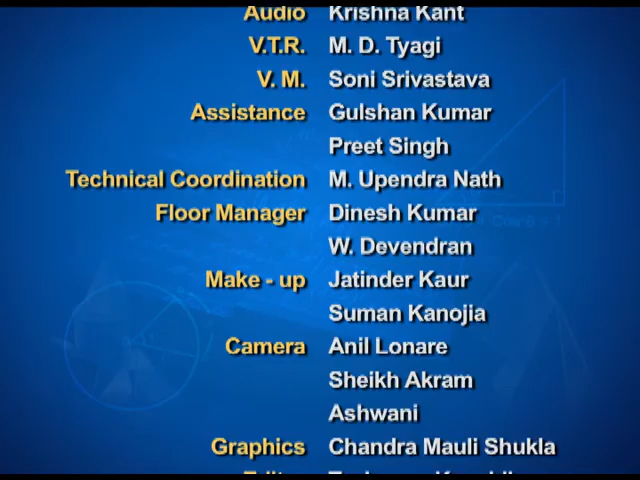 Audio Krishna Kant
V.T.R. M. D. Tyagi
V. M. Soni Srivastava
Assistance Gulshan Kumar
Preet Singh
Technical Coordination M. Upendra Nath
Floor Manager Dinesh Kumar
W. Devendran
Make - up Jatinder Kaur
Suman Kanojia
Camera Anil Lonare
Sheikh Akram
Ashwani
Graphics Chandra Mauli Shukla